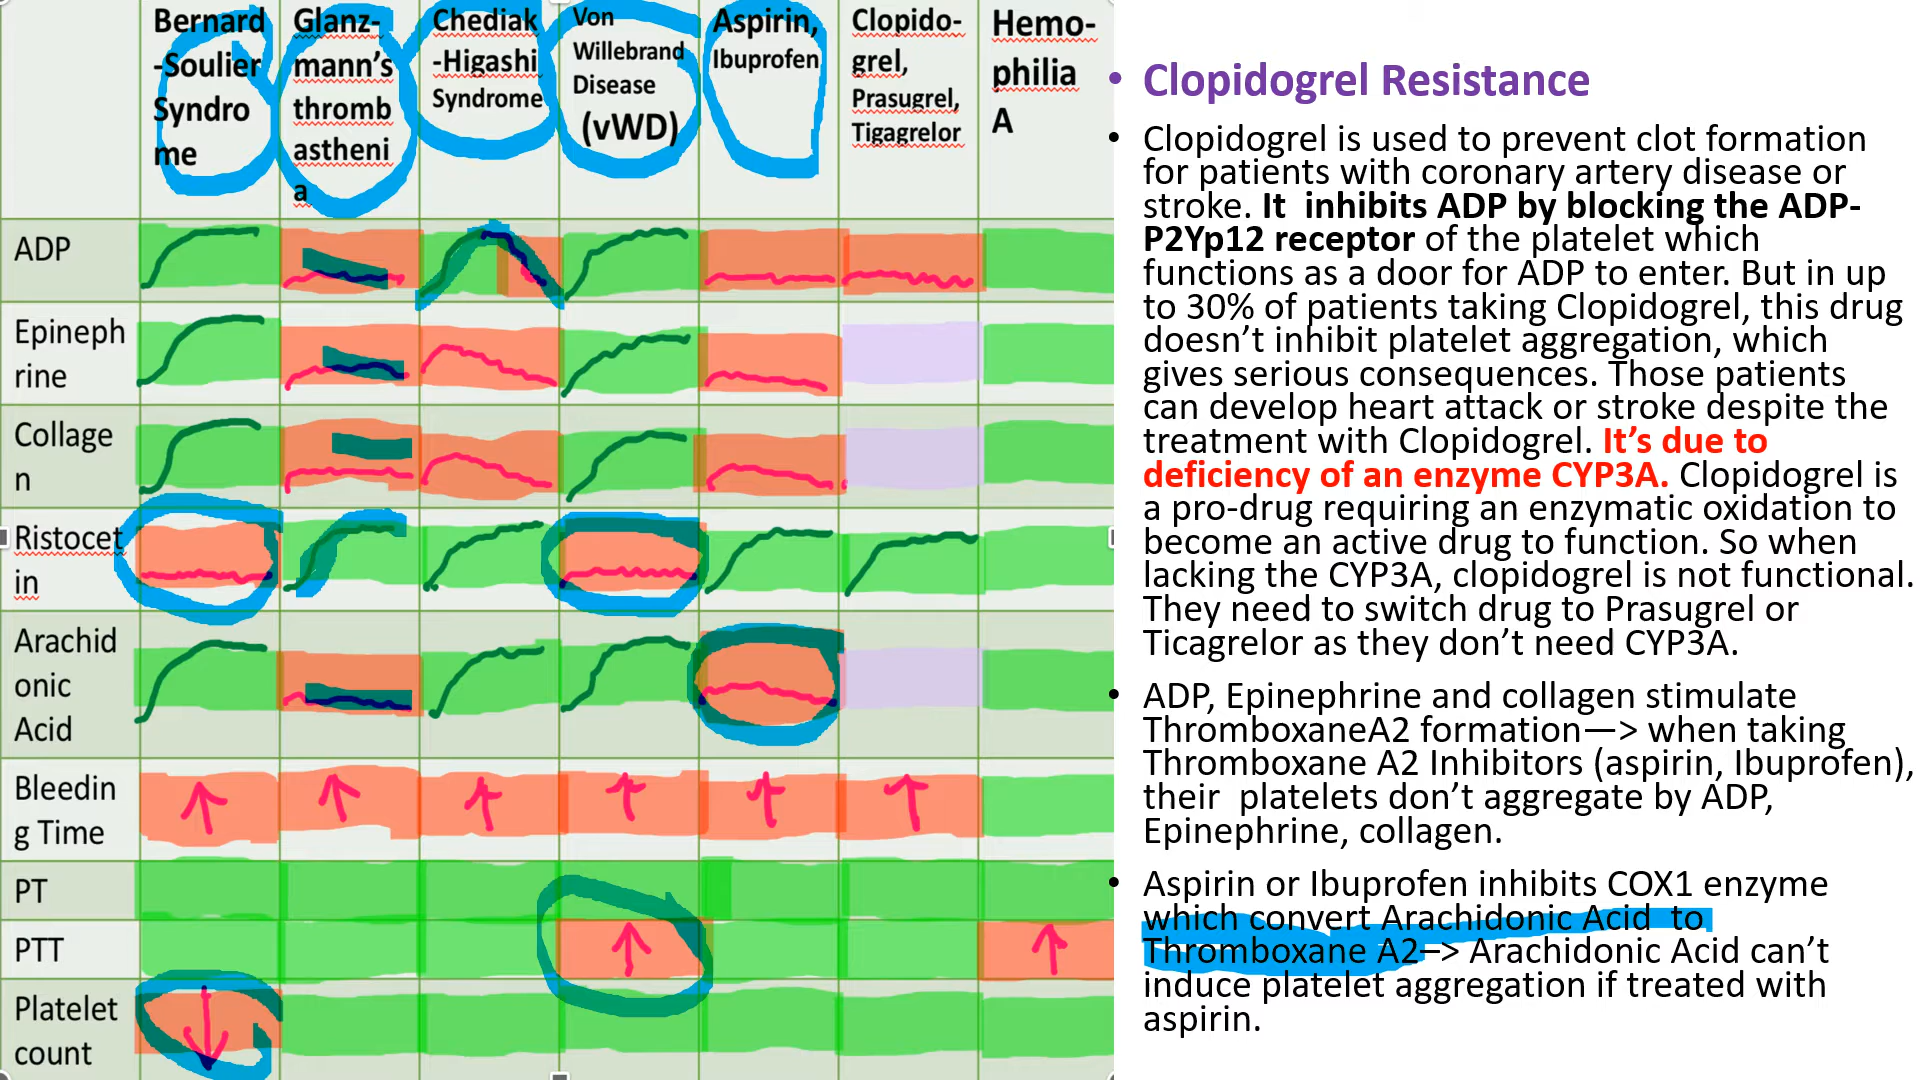 Bernard
-Soulier
Syndro
me
Glanz-
mann’s
thromb
astheni
a
Chediak
-Higashi
Syndrome
Von
Willebrand
Disease
(vWD)
Aspirin,
Ibuprofen
Clopido-
grel,
Prasugrel,
Tigagrelor
Hemo-
philia
A
ADP
Epineph
rine
Collage
n
Ristocet
in
Arachid
onic
Acid
Bleedin
g Time
PT
PTT
Platelet
count
• Clopidogrel Resistance
• Clopidogrel is used to prevent clot formation
for patients with coronary artery disease or
stroke. It inhibits ADP by blocking the ADP-
P2Yp12 receptor of the platelet which
functions as a door for ADP to enter. But in up
to 30% of patients taking Clopidogrel, this drug
doesn’t inhibit platelet aggregation, which
gives serious consequences. Those patients
can develop heart attack or stroke despite the
treatment with Clopidogrel. It’s due to
deficiency of an enzyme CYP3A. Clopidogrel is
a pro-drug requiring an enzymatic oxidation to
become an active drug to function. So when
lacking the CYP3A, clopidogrel is not functional.
They need to switch drug to Prasugrel or
Ticagrelor as they don’t need CYP3A.
• ADP, Epinephrine and collagen stimulate
ThromboxaneA2 formation—> when taking
Thromboxane A2 Inhibitors (aspirin, Ibuprofen),
their platelets don’t aggregate by ADP,
Epinephrine, collagen.
• Aspirin or Ibuprofen inhibits COX1 enzyme
which convert Arachidonic Acid to
Thromboxane A2—> Arachidonic Acid can’t
induce platelet aggregation if treated with
aspirin.